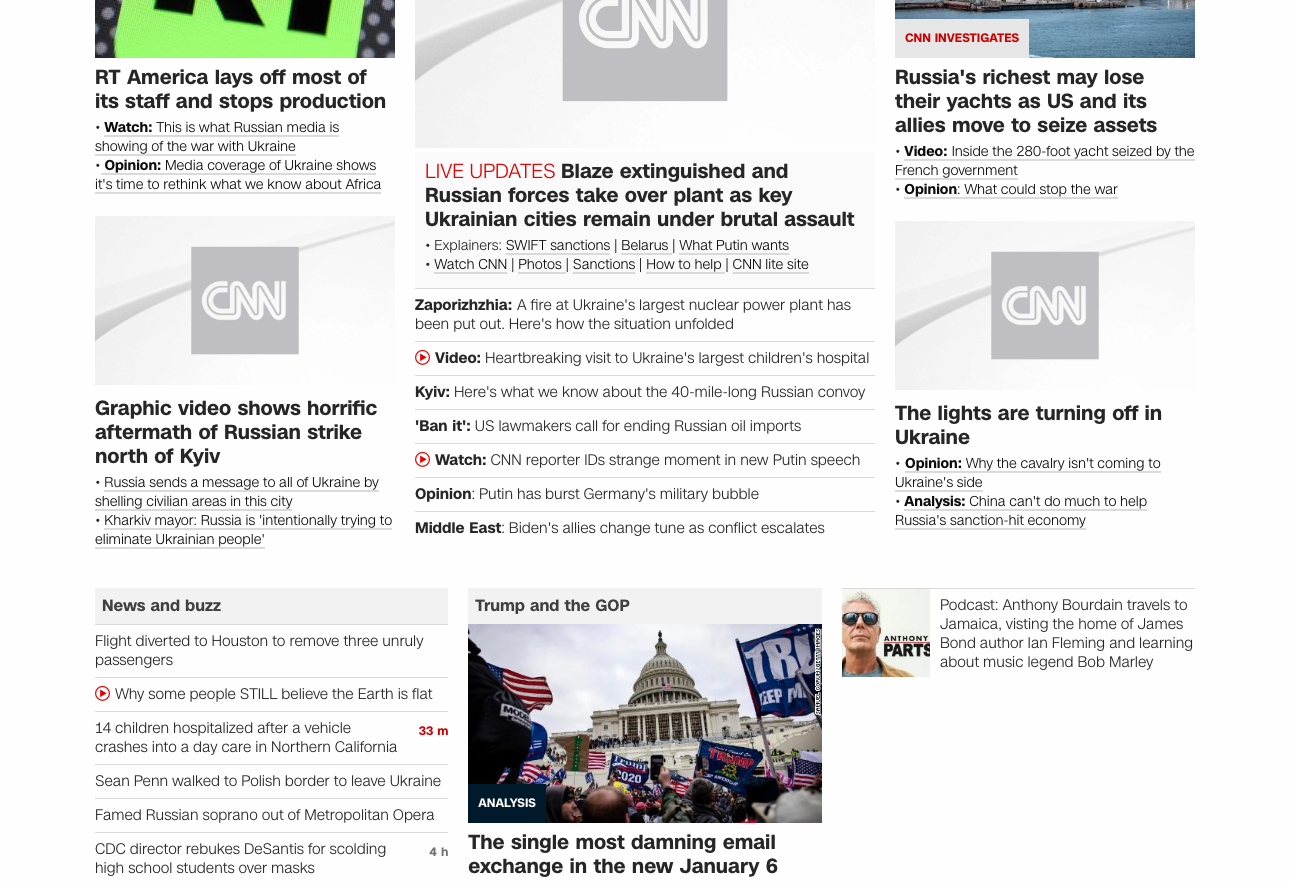 RT
RT America lays off most of
its staff and stops production
• Watch: This is what Russian media is
showing of the war with Ukraine
• Opinion: Media coverage of Ukraine shows
it's time to rethink what we know about Africa
CNN
Graphic video shows horrific
aftermath of Russian strike
north of Kyiv
• Russia sends a message to all of Ukraine by
shelling civilian areas in this city
• Kharkiv mayor: Russia is 'intentionally trying to
eliminate Ukrainian people'
CNN
LIVE UPDATES Blaze extinguished and
Russian forces take over plant as key
Ukrainian cities remain under brutal assault
• Explainers: SWIFT sanctions | Belarus | What Putin wants
• Watch CNN | Photos | Sanctions | How to help | CNN lite site
Zaporizhzhia: A fire at Ukraine's largest nuclear power plant has
been put out. Here's how the situation unfolded
Video: Heartbreaking visit to Ukraine's largest children's hospital
Kyiv: Here's what we know about the 40-mile-long Russian convoy
'Ban it': US lawmakers call for ending Russian oil imports
Watch: CNN reporter IDs strange moment in new Putin speech
Opinion: Putin has burst Germany's military bubble
Middle East: Biden's allies change tune as conflict escalates
CNN INVESTIGATES
Russia's richest may lose
their yachts as US and its
allies move to seize assets
• Video: Inside the 280-foot yacht seized by the
French government
• Opinion: What could stop the war
CNN
The lights are turning off in
Ukraine
• Opinion: Why the cavalry isn't coming to
Ukraine's side
• Analysis: China can't do much to help
Russia's sanction-hit economy
News and buzz
Flight diverted to Houston to remove three unruly
passengers
Why some people STILL believe the Earth is flat
14 children hospitalized after a vehicle
crashes into a day care in Northern California
33 m
Sean Penn walked to Polish border to leave Ukraine
Famed Russian soprano out of Metropolitan Opera
CDC director rebukes DeSantis for scolding
high school students over masks
4 h
Trump and the GOP
TRU
TRUMP
2020
TRUMP
ANALYSIS
The single most damning email
exchange in the new January 6
ANTHONY
PARTS
Podcast: Anthony Bourdain travels to
Jamaica, visting the home of James
Bond author Ian Fleming and learning
about music legend Bob Marley